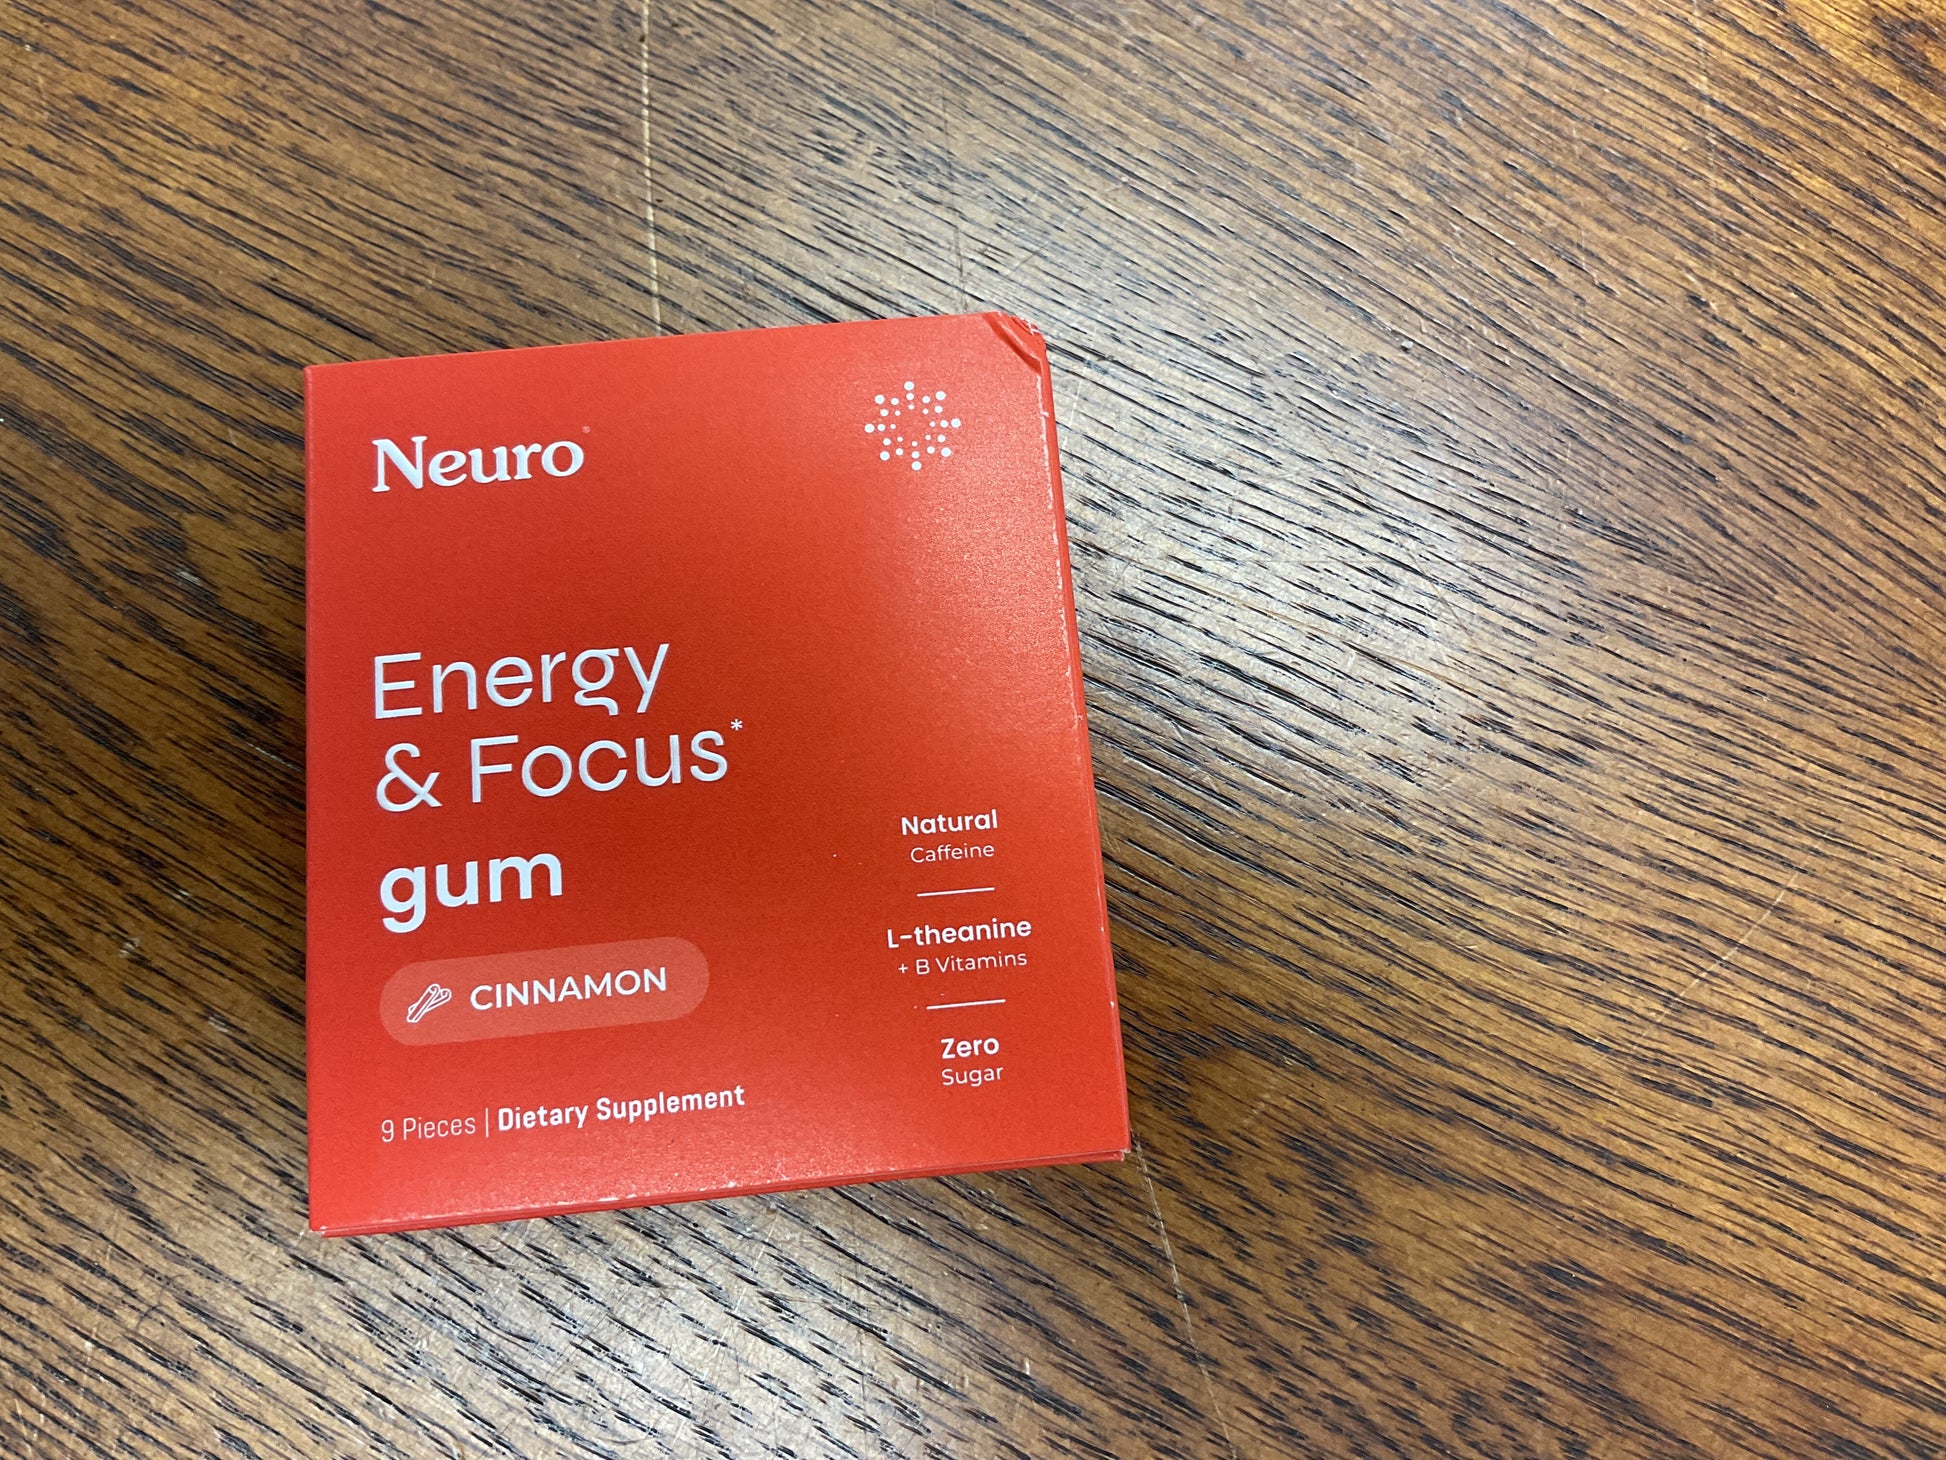 Neuro®
Energy
& Focus*
gum
CINNAMON
9 Pieces | Dietary Supplement
Natural
Caffeine
L-theanine
+ B Vitamins
Zero
Sugar